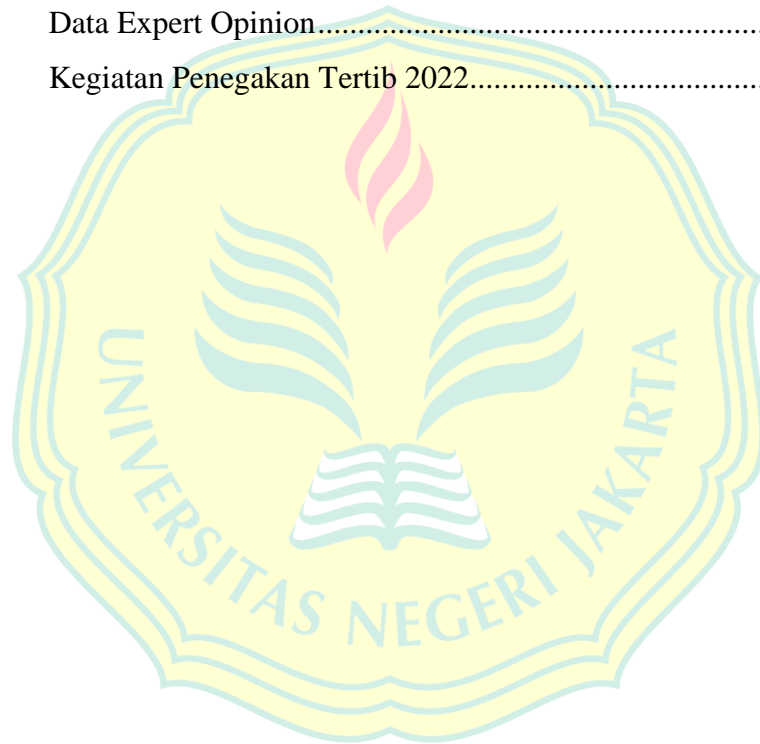 Data Expert Opinion....................................................
Kegiatan Penegakan Tertib 2022....................................
UNIVERSITAS NEGERI JAKARTA